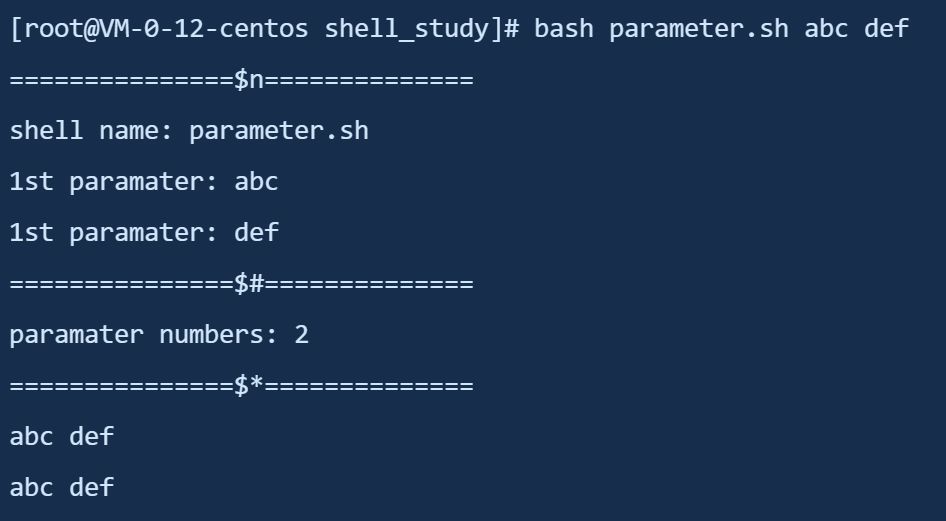 [root@VM-0-12-centos shell_study]# bash parameter.sh abc def
===============$n==============
shell name: parameter.sh
1st paramater: abc
1st paramater: def
===============$#==============
paramater numbers: 2
===============$*==============
abc def
abc def